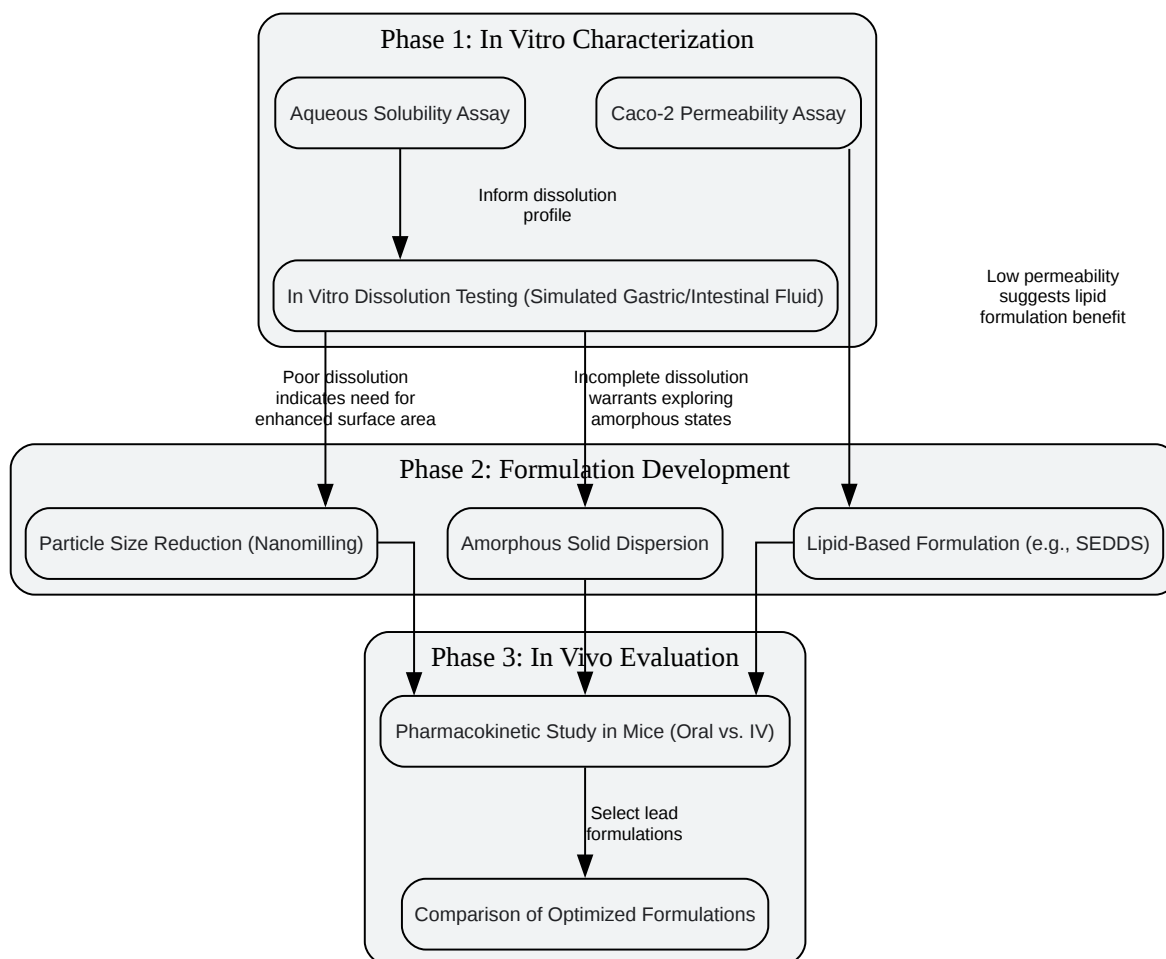 Phase 1: In Vitro Characterization
Aqueous Solubility Assay
Caco-2 Permeability Assay
Inform dissolution
profile
In Vitro Dissolution Testing (Simulated Gastric/Intestinal Fluid)
Low permeability
suggests lipid
formulation benefit
Poor dissolution
indicates need for
enhanced surface area
Incomplete dissolution
warrants exploring
amorphous states
Phase 2: Formulation Development
Particle Size Reduction (Nanomilling)
Amorphous Solid Dispersion
Lipid-Based Formulation (e.g., SEDDS)
Phase 3: In Vivo Evaluation
Pharmacokinetic Study in Mice (Oral vs. IV)
Select lead
formulations
Comparison of Optimized Formulations